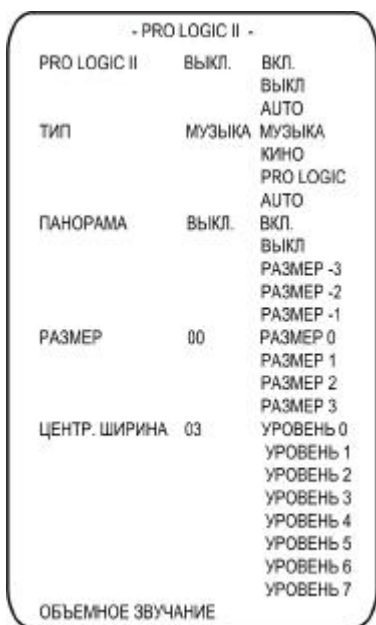 - PRO LOGIC II -
PRO LOGIC II ВЫКЛ. ВКЛ.
ВЫКЛ
AUTO
ТИП МУЗЫКА МУЗЫКА
КИНО
PRO LOGIC
AUTO
ПАНОРАМА ВЫКЛ. ВКЛ.
ВЫКЛ
РАЗМЕР -3
РАЗМЕР -2
РАЗМЕР -1
РАЗМЕР 00 РАЗМЕР 0
РАЗМЕР 1
РАЗМЕР 2
РАЗМЕР 3
ЦЕНТР. ШИРИНА 03 УРОВЕНЬ 0
УРОВЕНЬ 1
УРОВЕНЬ 2
УРОВЕНЬ 3
УРОВЕНЬ 4
УРОВЕНЬ 5
УРОВЕНЬ 6
УРОВЕНЬ 7
ОБЪЕМНОЕ ЗВУЧАНИЕ